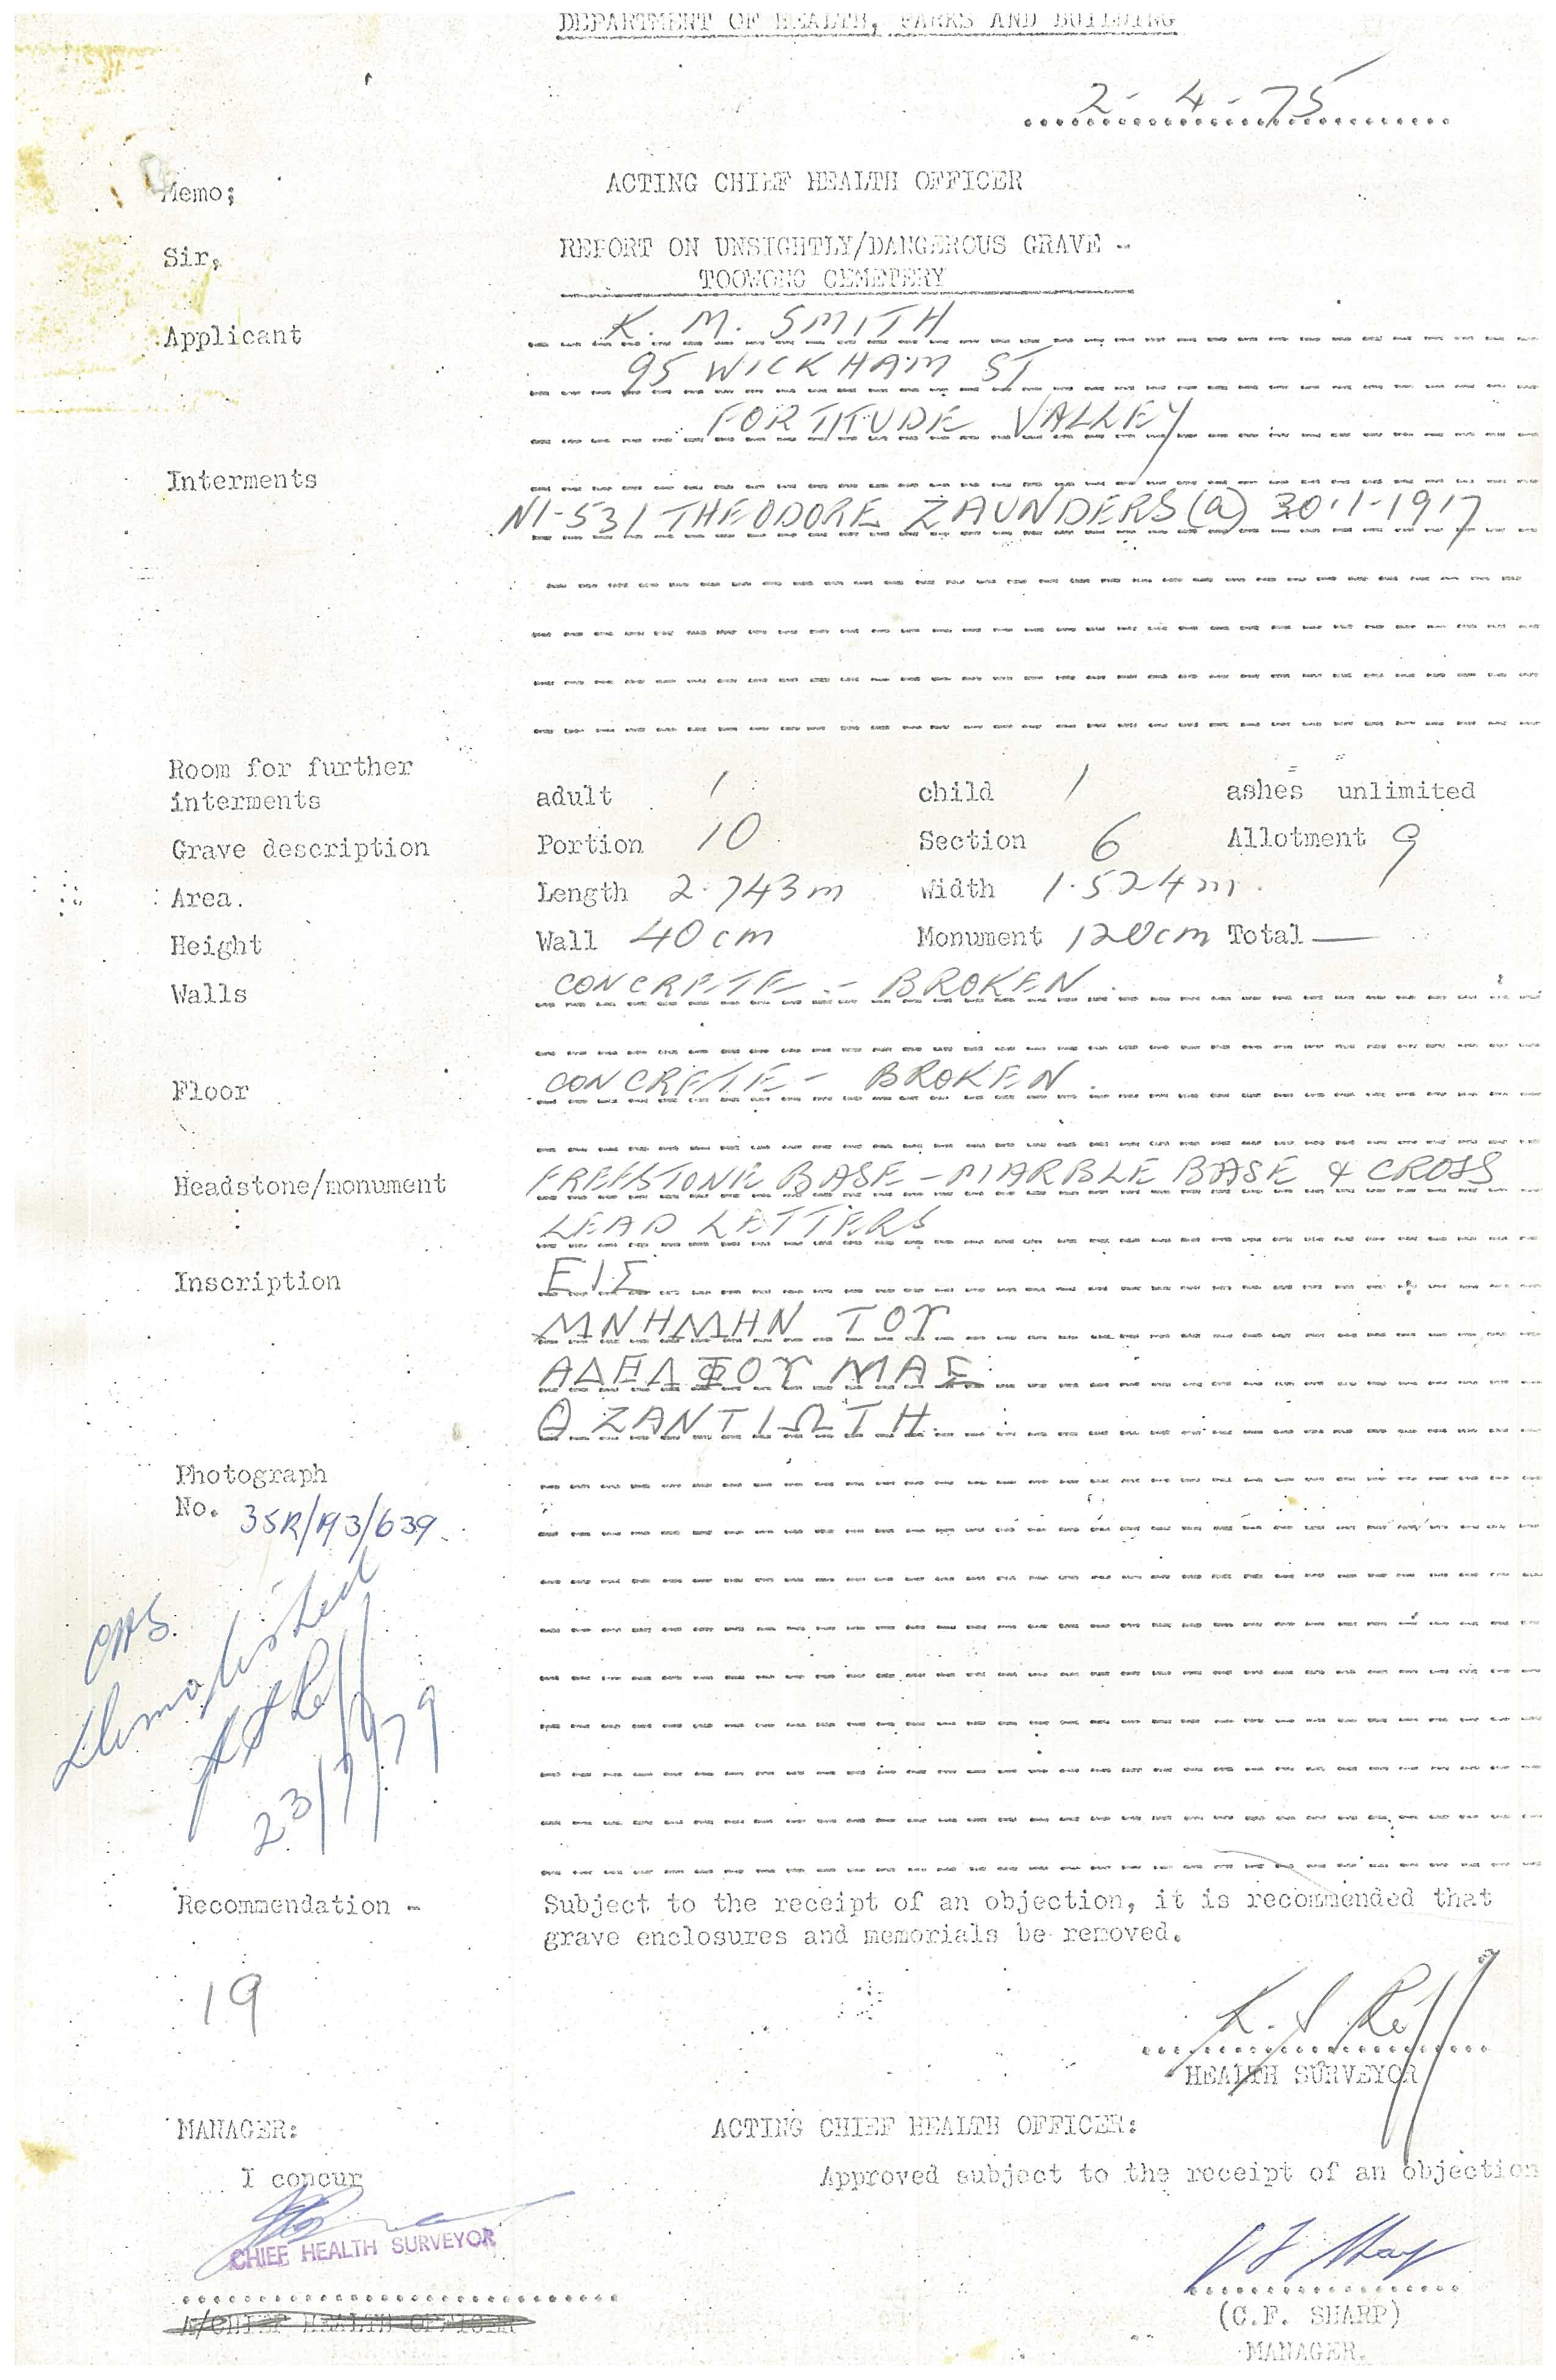 DEPARTMENT OF HEALTH, PARKS AND BUILDING
2-4-75
Memo;
ACTING CHIEF HEALTH OFFICER
Sir,
REPORT ON UNSIGHTLY/DANGEROUS GRAVE -
TOOWONG CEMETERY
Applicant K. M. SMITH
95 WICKHAM ST
FORTITUDE VALLEY
Interments
N1-531 THEODORE ZAUNDERS (a) 30.1-1917
Room for further
interments adult 1 child 1 ashes unlimited
Grave description Portion 10 Section 6 Allotment 9
Area. Length 2.743m Width 1.524m.
Height Wall 40cm Monument 120cm Total —
Walls CONCRETE - BROKEN.
Floor CONCRETE - BROKEN.
Headstone/monument FREESTONE BASE - MARBLE BASE & CROSS
LEAD LETTERS
Inscription ΕΙΣ
ΜΝΗΜΗΝ ΤΟΥ
ΑΔΕΛΦΟΥ ΜΑΣ
Θ ΖΑΝΤΙΩΤΗ.
Photograph
No. 35R/193/639.
CHS.
Demolished
23/7/79
Recommendation -
Subject to the receipt of an objection, it is recommended that
grave enclosures and memorials be removed.
19
HEALTH SURVEYOR
MANAGER:
ACTING CHIEF HEALTH OFFICER:
I concur
Approved subject to the receipt of an objection
CHIEF HEALTH SURVEYOR
A/CHIEF HEALTH OFFICER
(C.F. SHARP)
MANAGER.